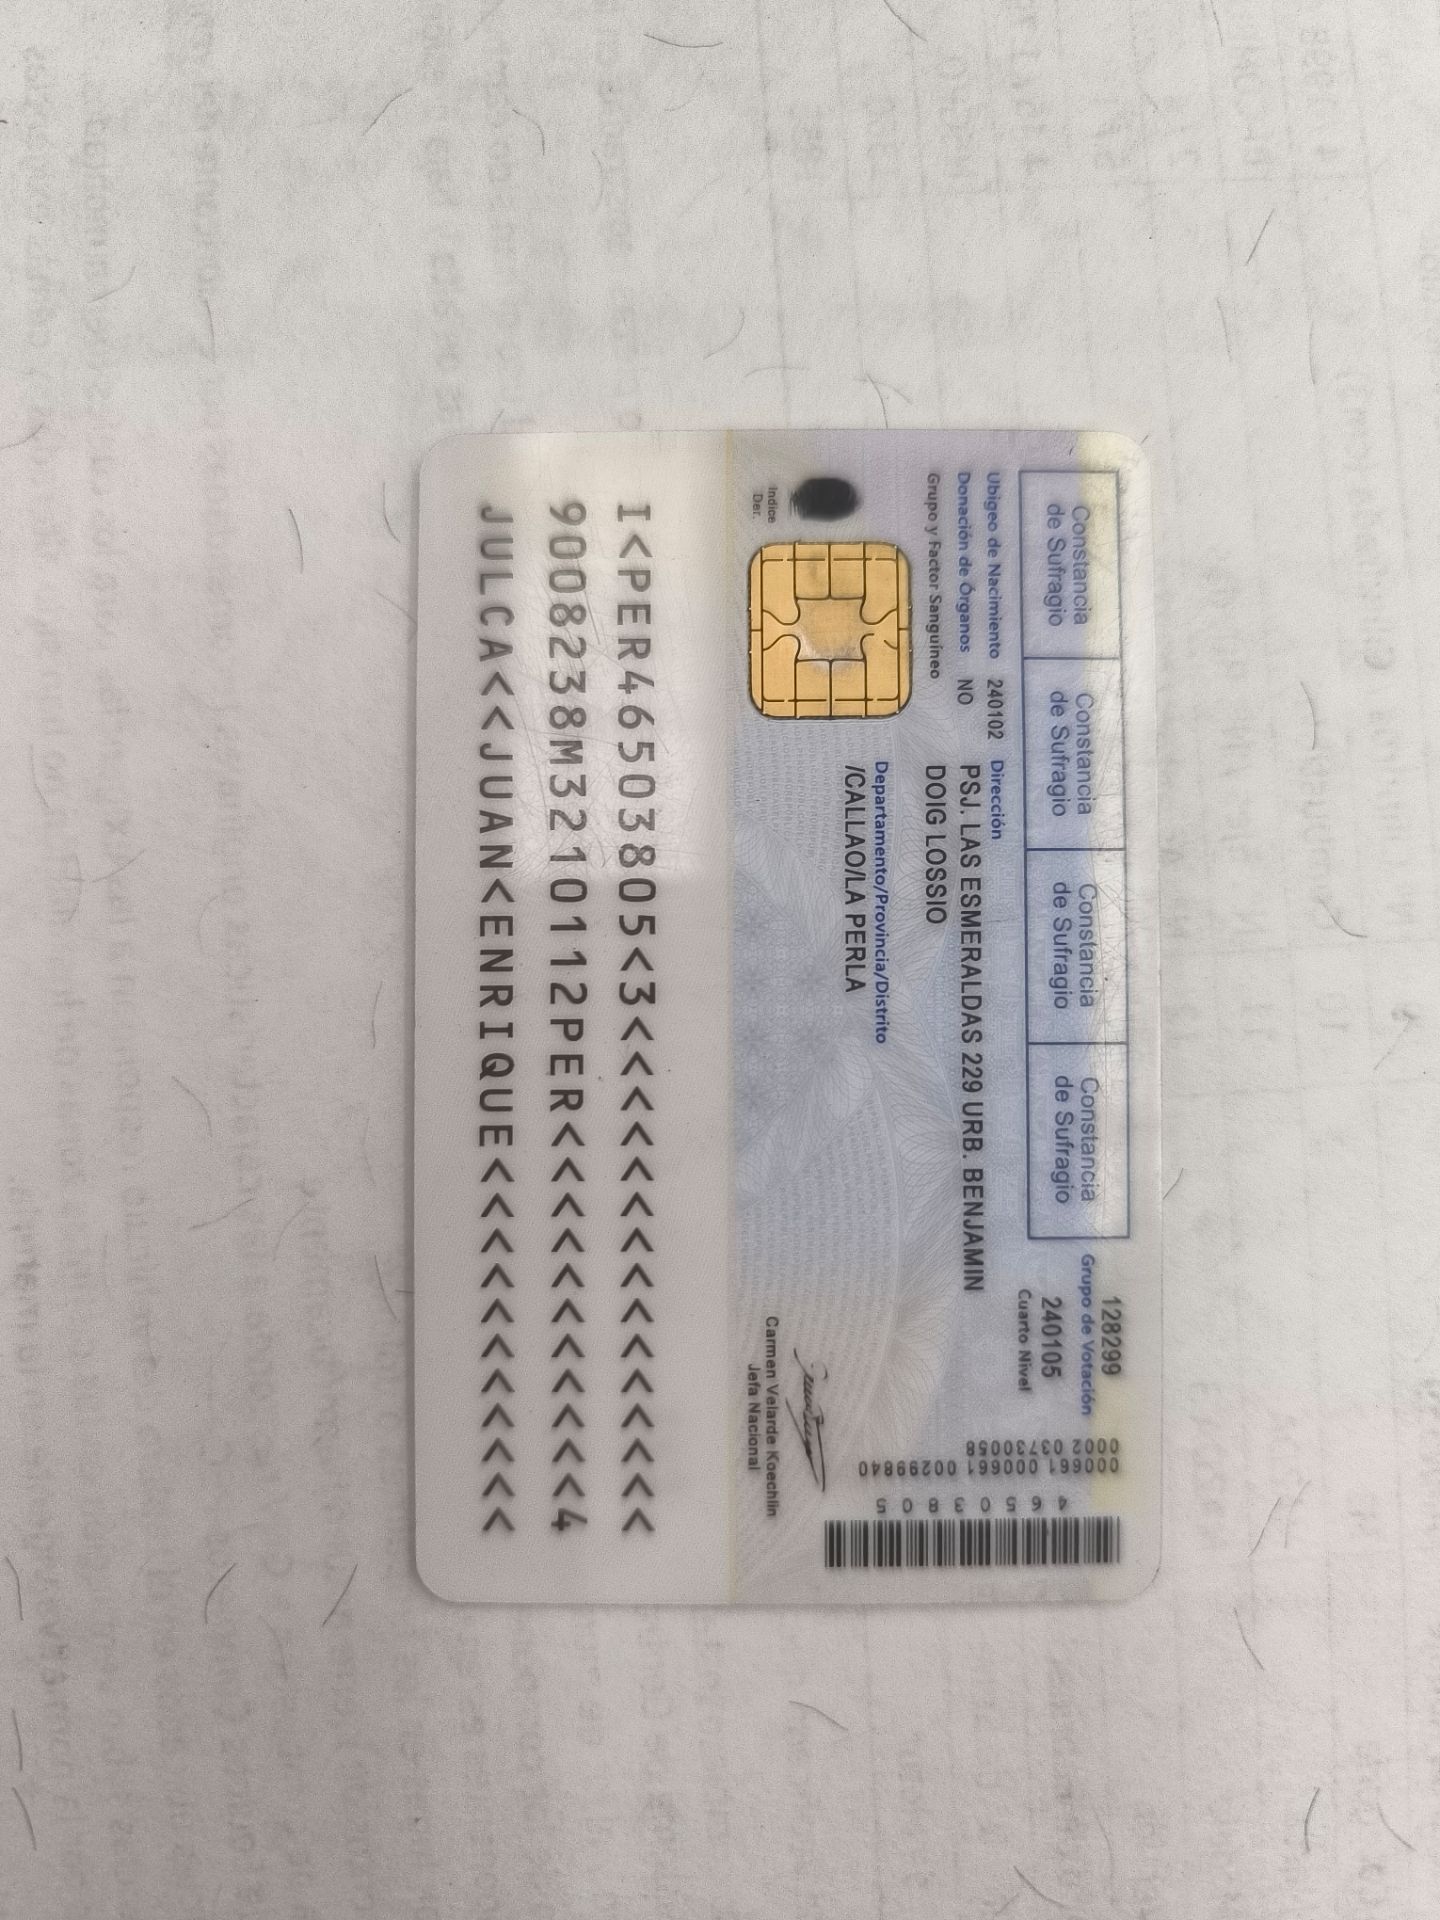 Constancia
de Sufragio
Constancia
de Sufragio
Constancia
de Sufragio
Constancia
de Sufragio
128299
Grupo de Votación
240105
Cuarto Nivel
Ubigeo de Nacimiento 240102
Donación de Órganos NO
Grupo y Factor Sanguíneo
Dirección
PSJ. LAS ESMERALDAS 229 URB. BENJAMIN
DOIG LOSSIO
Departamento/Provincia/Distrito
/CALLAO/LA PERLA
Indice
Der.
Carmen Velarde Koechlin
Jefa Nacional
0002 03730058
00061 000661 00299840
46503805
I<PER46503805<3<<<<<<<<<<<<<<<
9008238M3210112PER<<<<<<<<<<<4
JULCA<<JUAN<ENRIQUE<<<<<<<<<<<